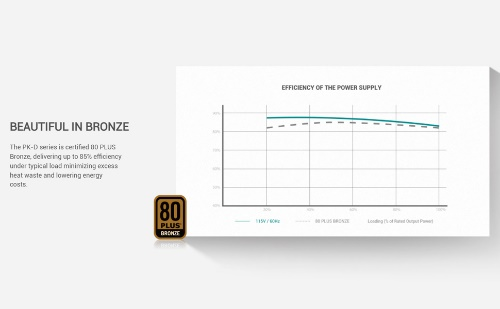 EFFICIENCY OF THE POWER SUPPLY
BEAUTIFUL IN BRONZE
The PK-D series is certified 80 PLUS
Bronze, delivering up to 85% efficiency
under typical load minimizing excess
heat waste and lowering energy
costs.
80
PLUS
BRONZE
115V / 60Hz
80 PLUS BRONZE
Loading (% of Rated Output Power)